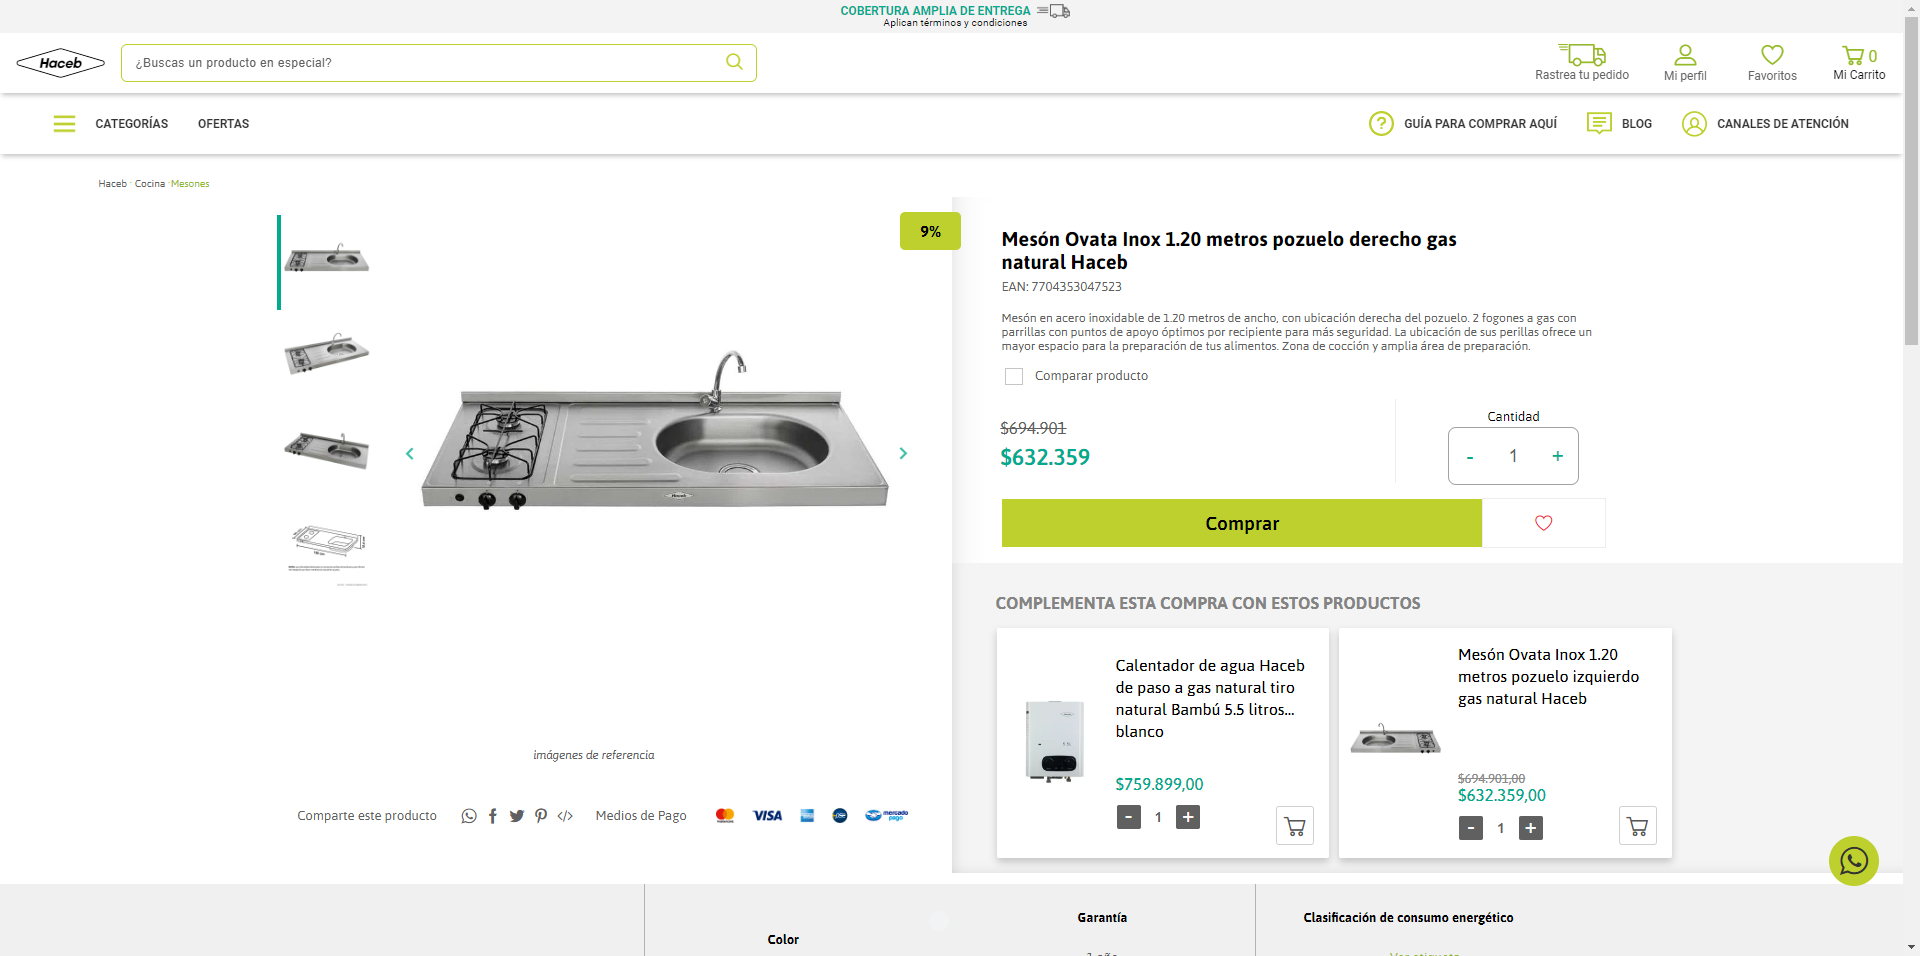 COBERTURA AMPLIA DE ENTREGA
Aplican términos y condiciones
Haceb
¿Buscas un producto en especial?
Rastrea tu pedido
Mi perfil
Favoritos
0
Mi Carrito
CATEGORÍAS
OFERTAS
GUÍA PARA COMPRAR AQUÍ
BLOG
CANALES DE ATENCIÓN
Haceb · Cocina · Mesones
9%
Mesón Ovata Inox 1.20 metros pozuelo derecho gas
natural Haceb
EAN: 7704353047523
Mesón en acero inoxidable de 1.20 metros de ancho, con ubicación derecha del pozuelo. 2 fogones a gas con
parrillas con puntos de apoyo óptimos por recipiente para más seguridad. La ubicación de sus perillas ofrece un
mayor espacio para la preparación de tus alimentos. Zona de cocción y amplia área de preparación.
Comparar producto
$694.901
$632.359
Cantidad
- 1 +
Comprar
Haceb
COMPLEMENTA ESTA COMPRA CON ESTOS PRODUCTOS
Calentador de agua Haceb
de paso a gas natural tiro
natural Bambú 5.5 litros...
blanco
$759.899,00
- 1 +
Mesón Ovata Inox 1.20
metros pozuelo izquierdo
gas natural Haceb
$694.901,00
$632.359,00
- 1 +
imágenes de referencia
Comparte este producto
Medios de Pago
VISA
mercado
pago
Color
Garantía
1 año
Clasificación de consumo energético
Ver etiqueta